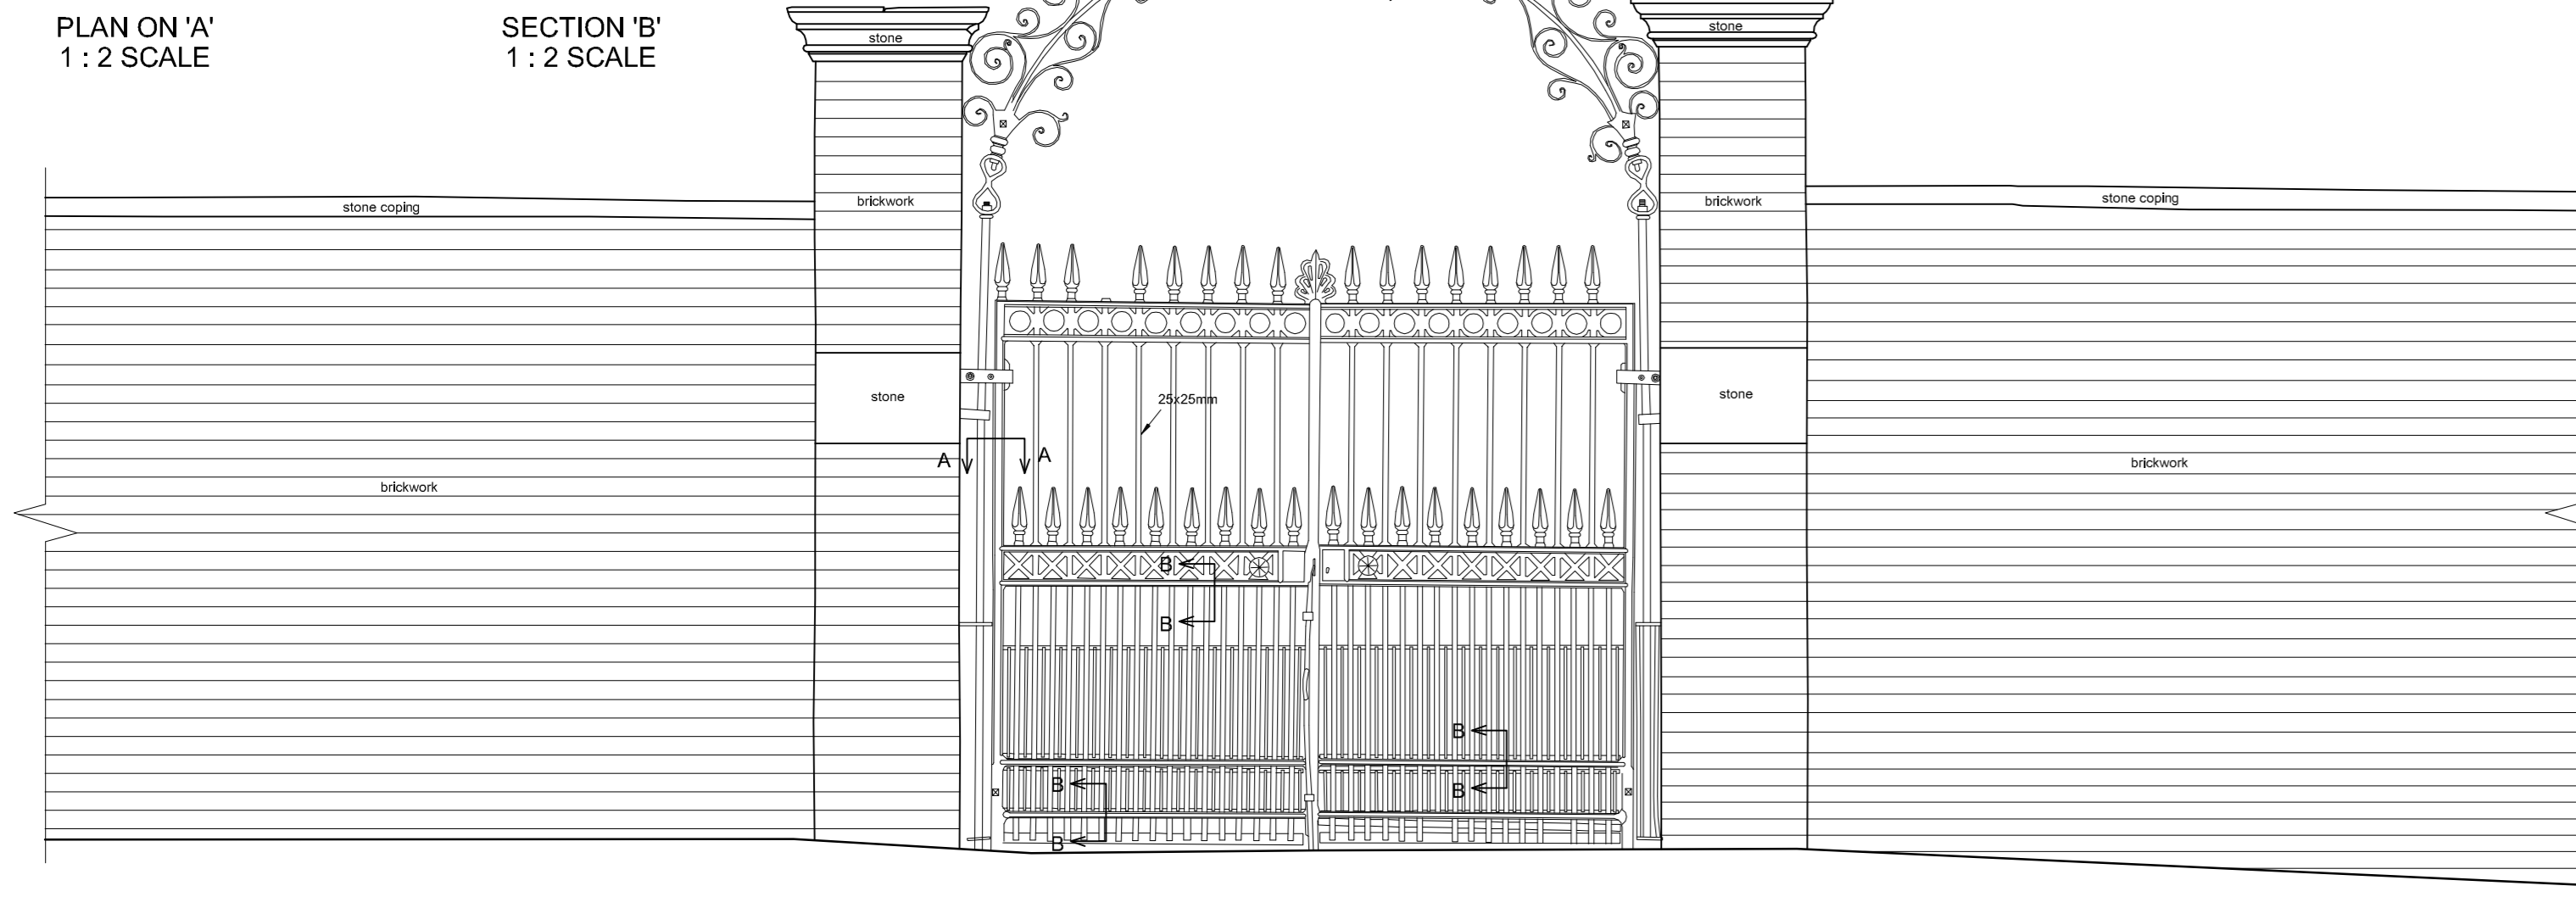 PLAN ON 'A'
1 : 2 SCALE
SECTION 'B'
1 : 2 SCALE
stone
stone
stone coping
brickwork
brickwork
stone coping
stone
25x25mm
stone
A
A
brickwork
brickwork
B
B
B
B
B
B